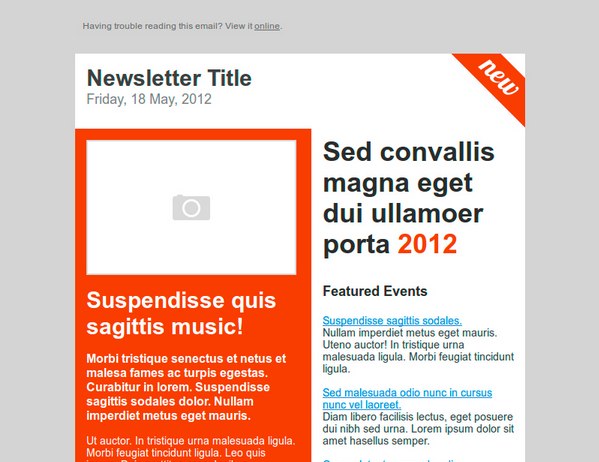 Having trouble reading this email? View it online.
Newsletter Title
Friday, 18 May, 2012
new
Suspendisse quis
sagittis music!
Morbi tristique senectus et netus et
malesa fames ac turpis egestas.
Curabitur in lorem. Suspendisse
sagittis sodales dolor. Nullam
imperdiet metus eget mauris.
Ut auctor. In tristique urna malesuada ligula.
Morbi feugiat tincidunt ligula. Leo quis
Sed convallis
magna eget
dui ullamoer
porta 2012
Featured Events
Suspendisse sagittis sodales.
Nullam imperdiet metus eget mauris.
Uteno auctor! In tristique urna
malesuada ligula. Morbi feugiat tincidunt
ligula.
Sed malesuada odio nunc in cursus
nunc vel laoreet.
Diam libero facilisis lectus, eget posuere
dui nibh sed urna. Lorem ipsum dolor sit
amet hasellus semper.